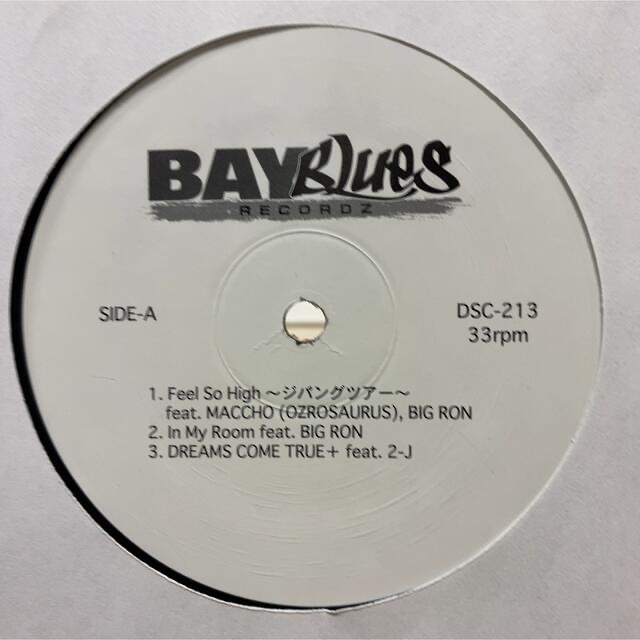 BAYBLues
RECORDZ
SIDE-A
DSC-213
33rpm
1. Feel So High 〜ジパングツアー〜
feat. MACCHO (OZROSAURUS), BIG RON
2. In My Room feat. BIG RON
3. DREAMS COME TRUE+ feat. 2-J